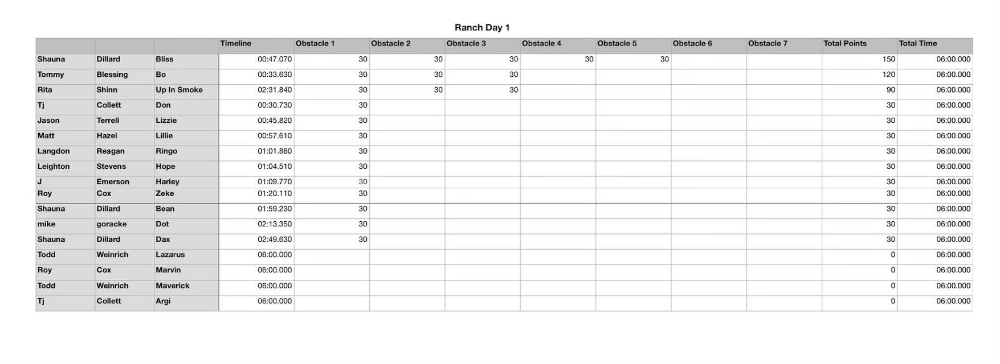 Ranch Day 1
Timeline Obstacle 1 Obstacle 2 Obstacle 3 Obstacle 4 Obstacle 5 Obstacle 6 Obstacle 7 Total Points Total Time
Shauna Dillard Bliss 00:47.070 30 30 30 30 30 150 06:00.000
Tommy Blessing Bo 00:33.630 30 30 30 120 06:00.000
Rita Shinn Up In Smoke 02:31.840 30 30 30 90 06:00.000
Tj Collett Don 00:30.730 30 30 06:00.000
Jason Terrell Lizzie 00:45.820 30 30 06:00.000
Matt Hazel Lillie 00:57.610 30 30 06:00.000
Langdon Reagan Ringo 01:01.880 30 30 06:00.000
Leighton Stevens Hope 01:04.510 30 30 06:00.000
J Emerson Harley 01:09.770 30 30 06:00.000
Roy Cox Zeke 01:20.110 30 30 06:00.000
Shauna Dillard Bean 01:59.230 30 30 06:00.000
mike goracke Dot 02:13.350 30 30 06:00.000
Shauna Dillard Dax 02:49.630 30 30 06:00.000
Todd Weinrich Lazarus 06:00.000 0 06:00.000
Roy Cox Marvin 06:00.000 0 06:00.000
Todd Weinrich Maverick 06:00.000 0 06:00.000
Tj Collett Argi 06:00.000 0 06:00.000